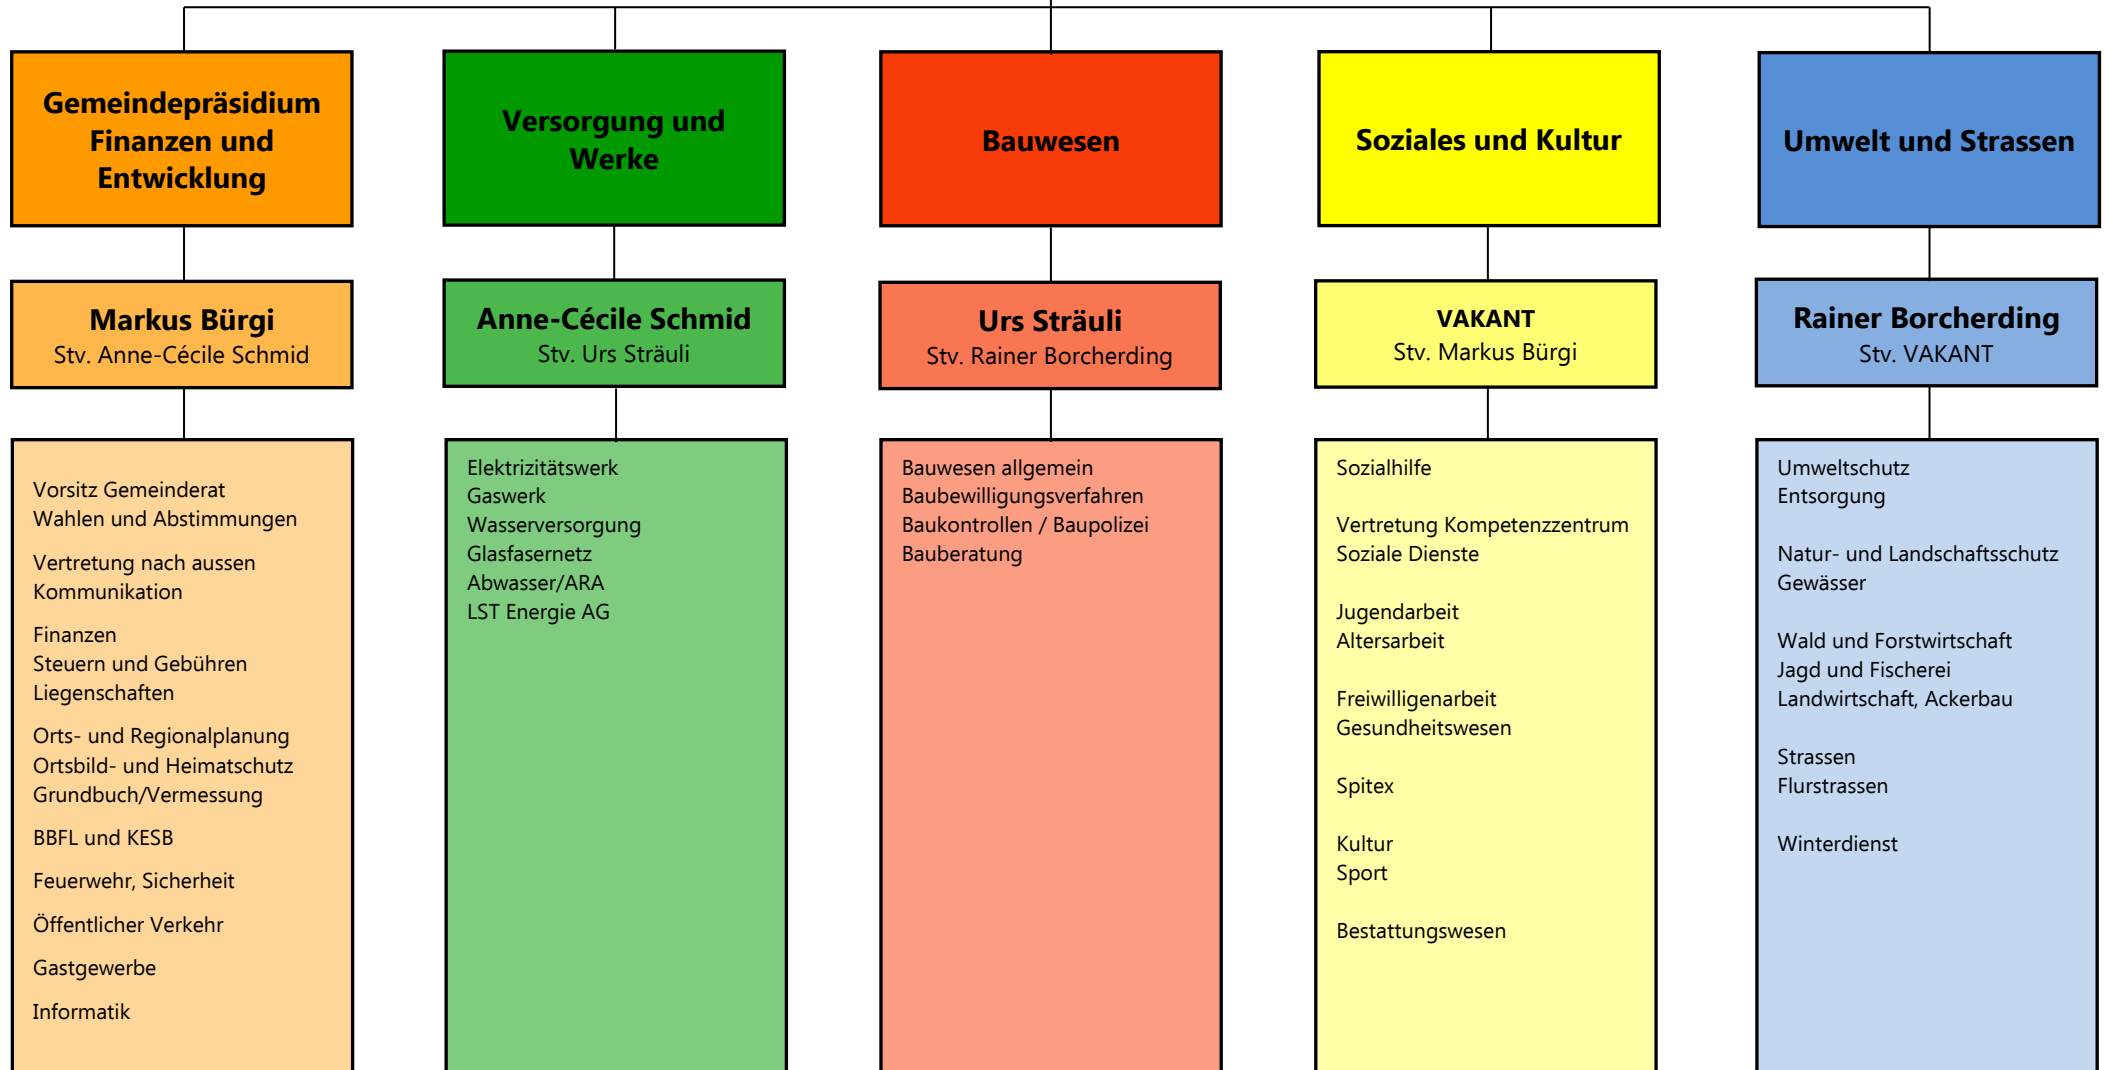 Gemeindepräsidium
Finanzen und
Entwicklung
Markus Bürgi
Stv. Anne-Cécile Schmid
Vorsitz Gemeinderat
Wahlen und Abstimmungen
Vertretung nach aussen
Kommunikation
Finanzen
Steuern und Gebühren
Liegenschaften
Orts- und Regionalplanung
Ortsbild- und Heimatschutz
Grundbuch/Vermessung
BBFL und KESB
Feuerwehr, Sicherheit
Öffentlicher Verkehr
Gastgewerbe
Informatik
Versorgung und
Werke
Anne-Cécile Schmid
Stv. Urs Sträuli
Elektrizitätswerk
Gaswerk
Wasserversorgung
Glasfasernetz
Abwasser/ARA
LST Energie AG
Bauwesen
Urs Sträuli
Stv. Rainer Borcherding
Bauwesen allgemein
Baubewilligungsverfahren
Baukontrollen / Baupolizei
Bauberatung
Soziales und Kultur
VAKANT
Stv. Markus Bürgi
Sozialhilfe
Vertretung Kompetenzzentrum
Soziale Dienste
Jugendarbeit
Altersarbeit
Freiwilligenarbeit
Gesundheitswesen
Spitex
Kultur
Sport
Bestattungswesen
Umwelt und Strassen
Rainer Borcherding
Stv. VAKANT
Umweltschutz
Entsorgung
Natur- und Landschaftsschutz
Gewässer
Wald und Forstwirtschaft
Jagd und Fischerei
Landwirtschaft, Ackerbau
Strassen
Flurstrassen
Winterdienst